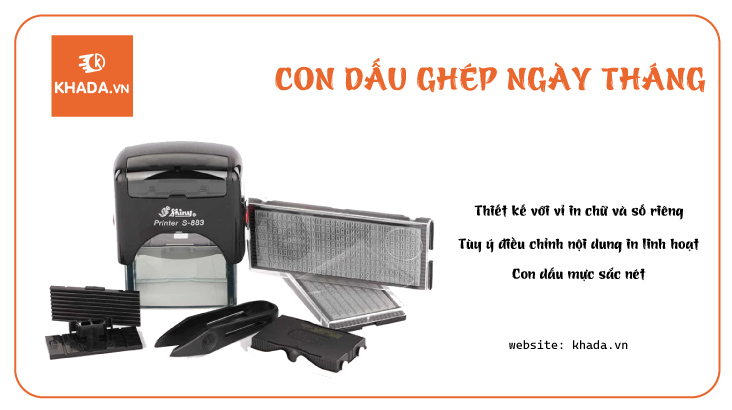 KHADA.VN
CON DẤU GHÉP NGÀY THÁNG
Shiny®
Printer S-883
Thiết kế với vỉ in chữ và số riêng
Tùy ý điều chỉnh nội dung in linh hoạt
Con dấu mực sắc nét
website: khada.vn